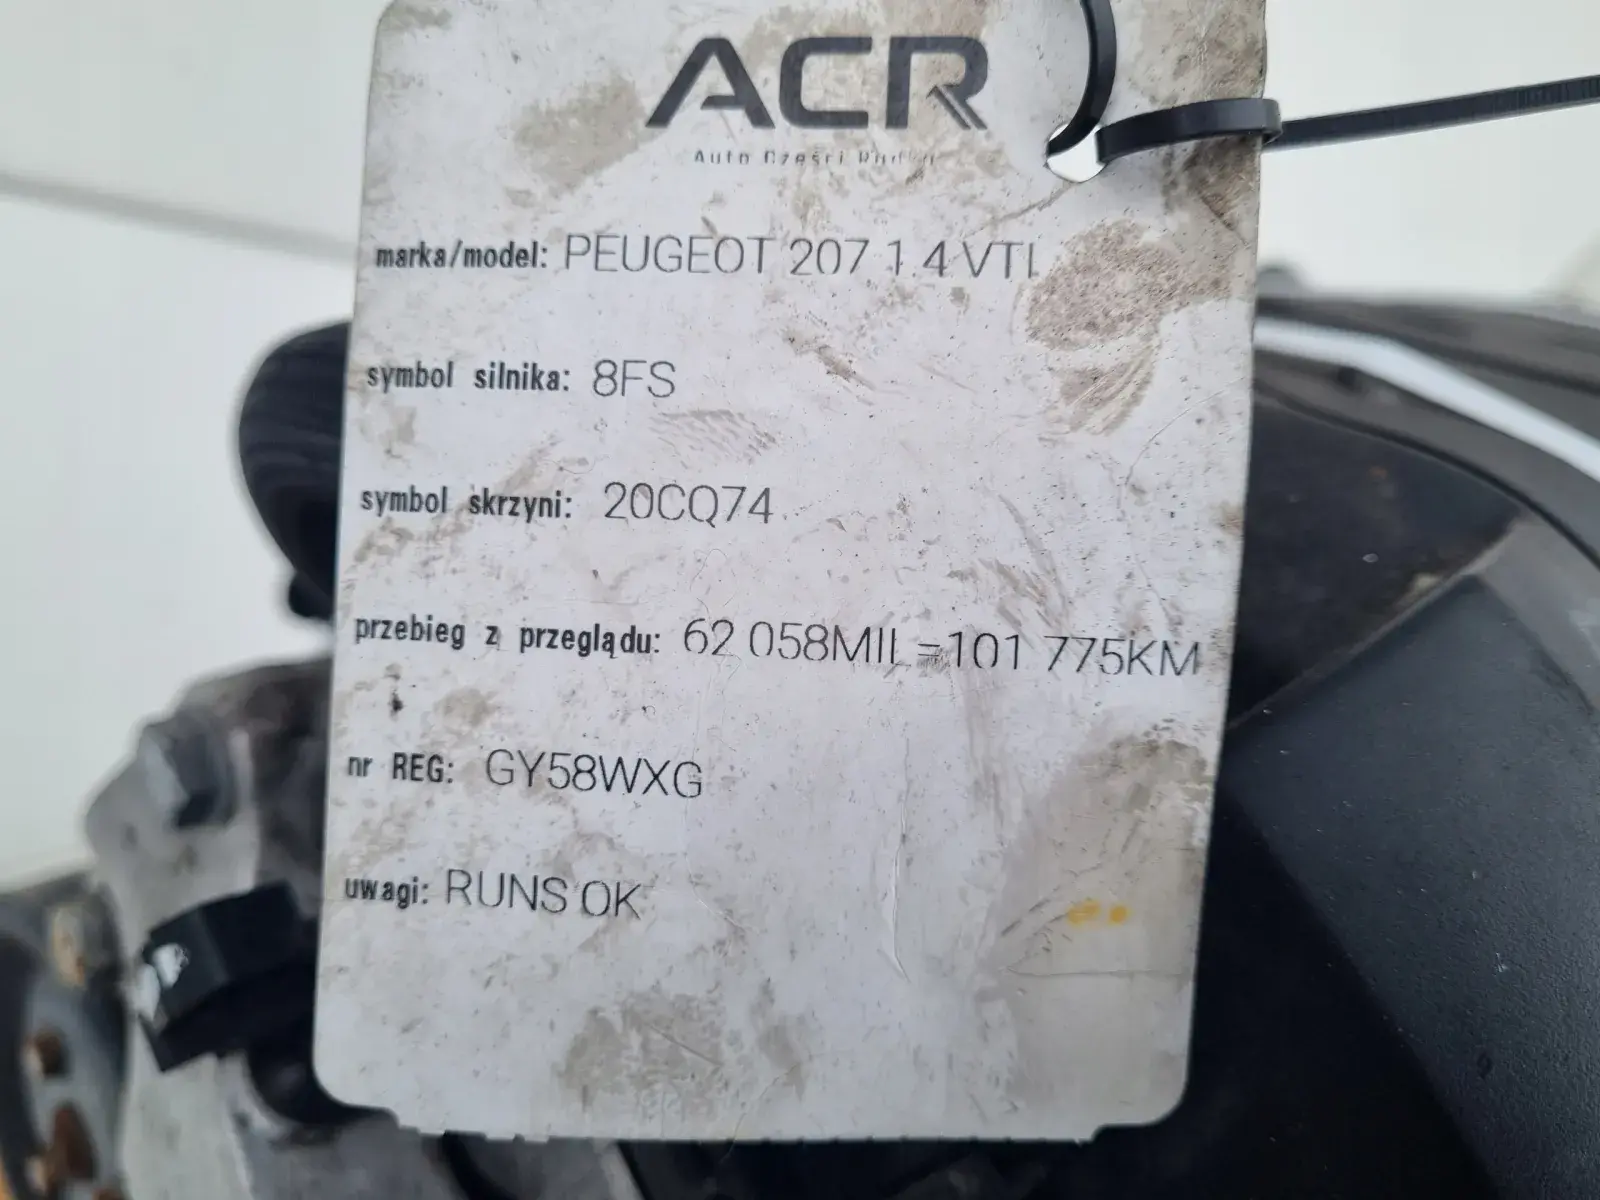 ACR
Auto Części
marka/model: PEUGEOT 207 1.4 VTI
symbol silnika: 8FS
symbol skrzyni: 20CQ74
przebieg z przeglądu: 62 058MIL =101 775KM
nr REG: GY58WXG
uwagi: RUNS OK